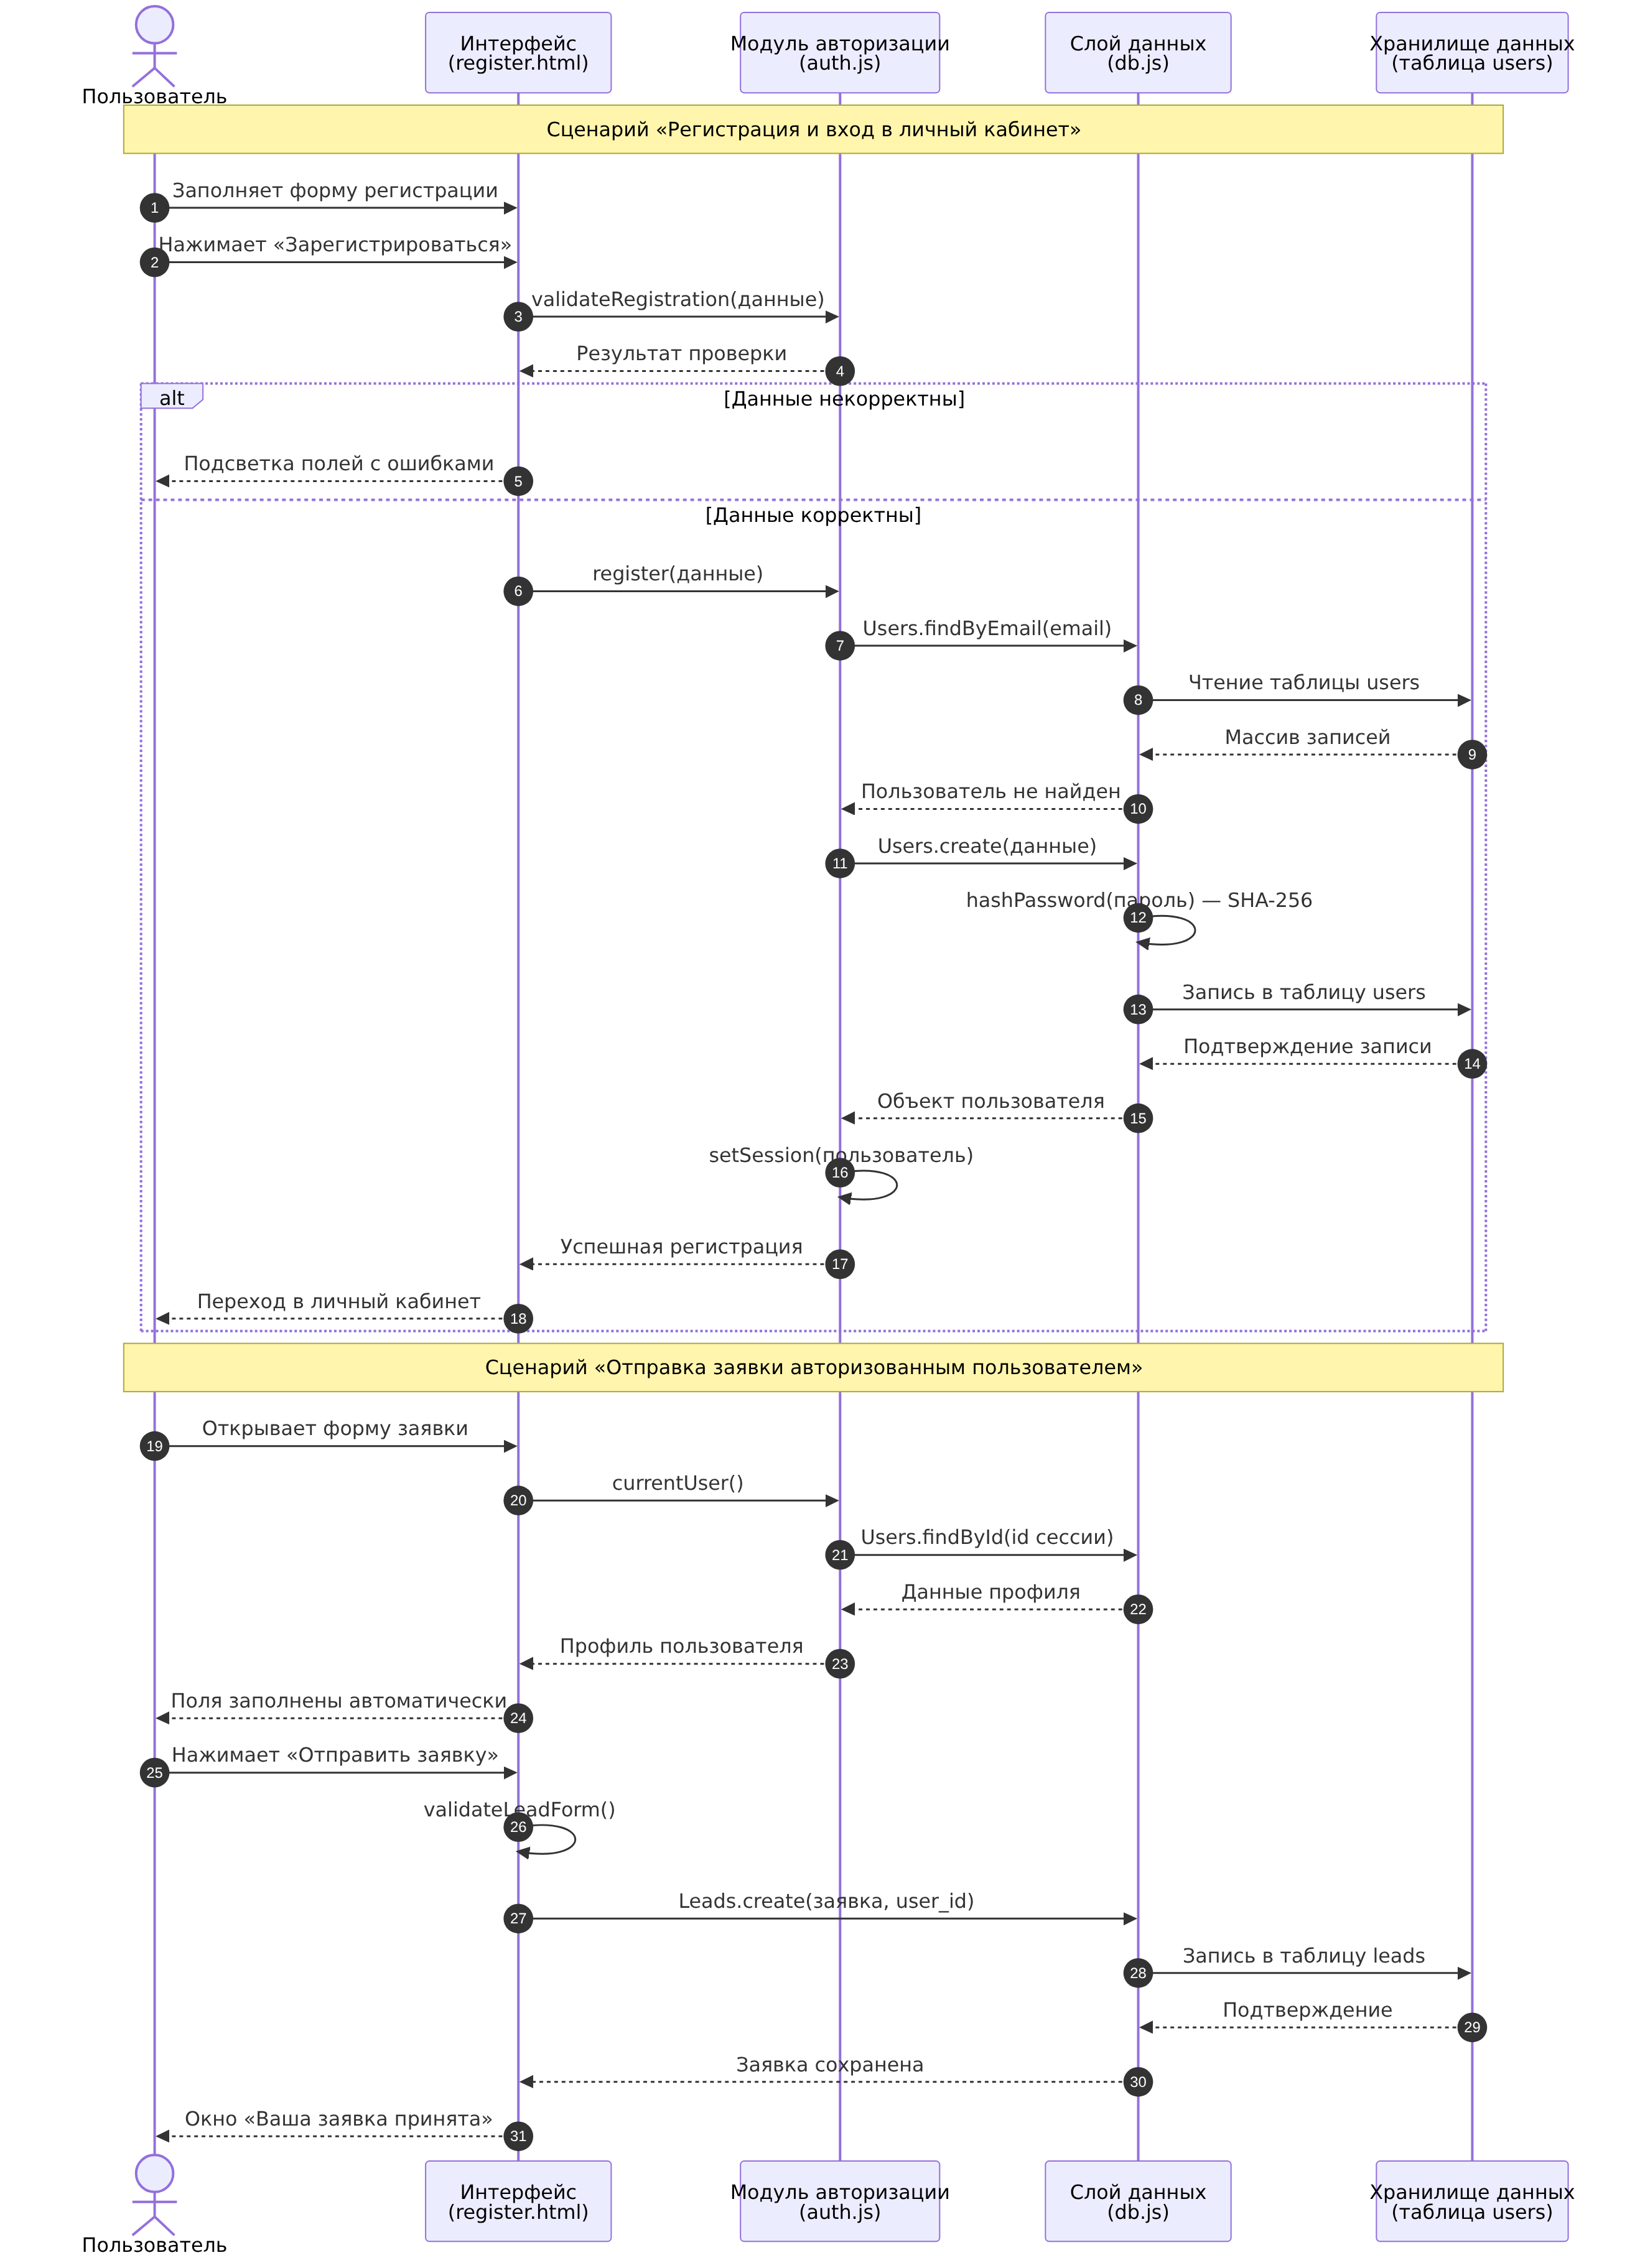 Пользователь
Интерфейс
(register.html)
Модуль авторизации
(auth.js)
Слой данных
(db.js)
Хранилище данных
(таблица users)
Сценарий «Регистрация и вход в личный кабинет»
Заполняет форму регистрации
1
Нажимает «Зарегистрироваться»
2
validateRegistration(данные)
3
Результат проверки
4
alt
[Данные некорректны]
Подсветка полей с ошибками
5
[Данные корректны]
register(данные)
6
Users.findByEmail(email)
7
Чтение таблицы users
8
Массив записей
9
Пользователь не найден
10
Users.create(данные)
11
hashPassword(пароль) — SHA-256
12
Запись в таблицу users
13
Подтверждение записи
14
Объект пользователя
15
setSession(пользователь)
16
Успешная регистрация
17
Переход в личный кабинет
18
Сценарий «Отправка заявки авторизованным пользователем»
Открывает форму заявки
19
currentUser()
20
Users.findById(id сессии)
21
Данные профиля
22
Профиль пользователя
23
Поля заполнены автоматически
24
Нажимает «Отправить заявку»
25
validateLeadForm()
26
Leads.create(заявка, user_id)
27
Запись в таблицу leads
28
Подтверждение
29
Заявка сохранена
30
Окно «Ваша заявка принята»
31
Пользователь
Интерфейс
(register.html)
Модуль авторизации
(auth.js)
Слой данных
(db.js)
Хранилище данных
(таблица users)